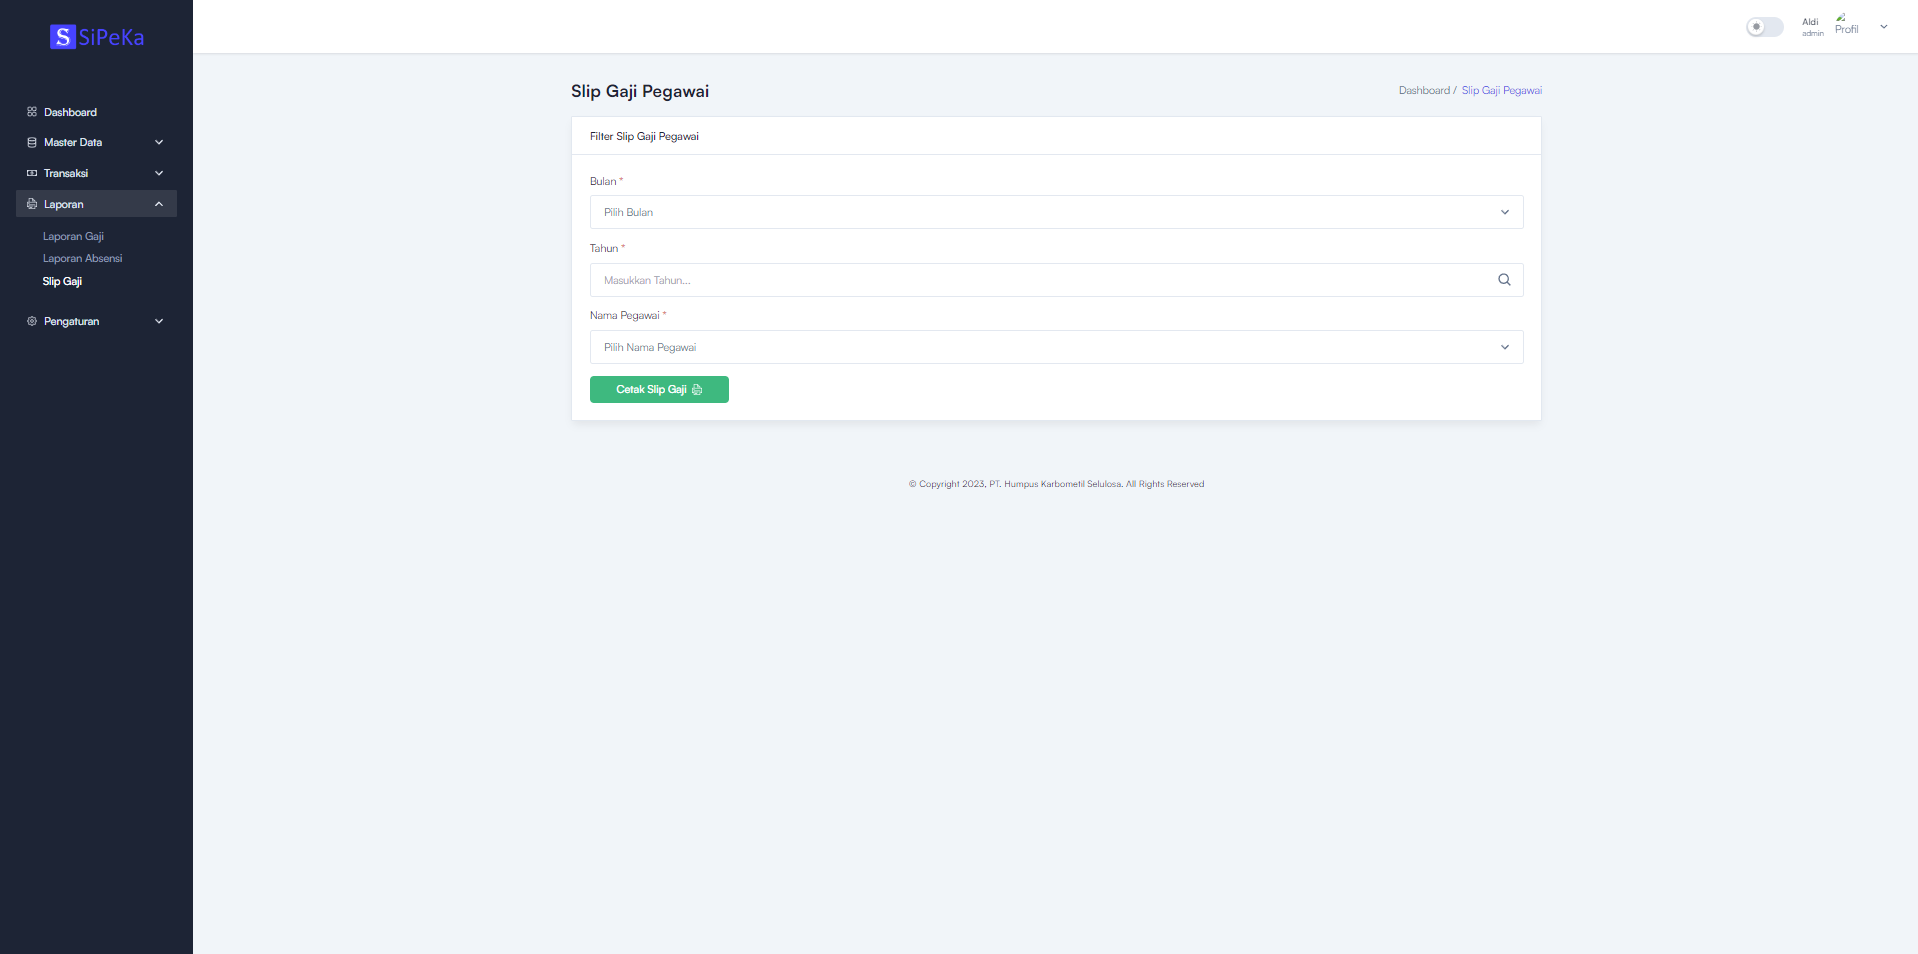 S SiPeKa
Aldi
admin
Profil
Dashboard
Master Data
Transaksi
Laporan
Laporan Gaji
Laporan Absensi
Slip Gaji
Pengaturan
Slip Gaji Pegawai
Dashboard / Slip Gaji Pegawai
Filter Slip Gaji Pegawai
Bulan *
Pilih Bulan
Tahun *
Masukkan Tahun...
Nama Pegawai *
Pilih Nama Pegawai
Cetak Slip Gaji
© Copyright 2023, PT. Humpus Karbometil Selulosa. All Rights Reserved